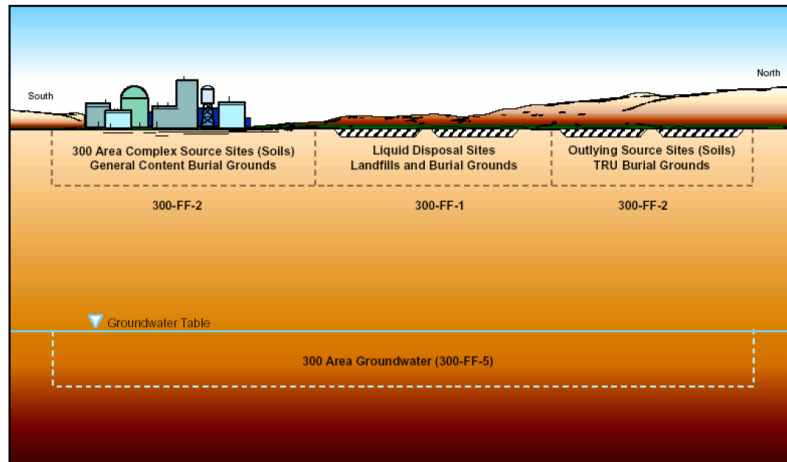 North
South
300 Area Complex Source Sites (Soils)
General Content Burial Grounds
Liquid Disposal Sites
Landfills and Burial Grounds
Outlying Source Sites (Soils)
TRU Burial Grounds
300-FF-2
300-FF-1
300-FF-2
Groundwater Table
300 Area Groundwater (300-FF-5)